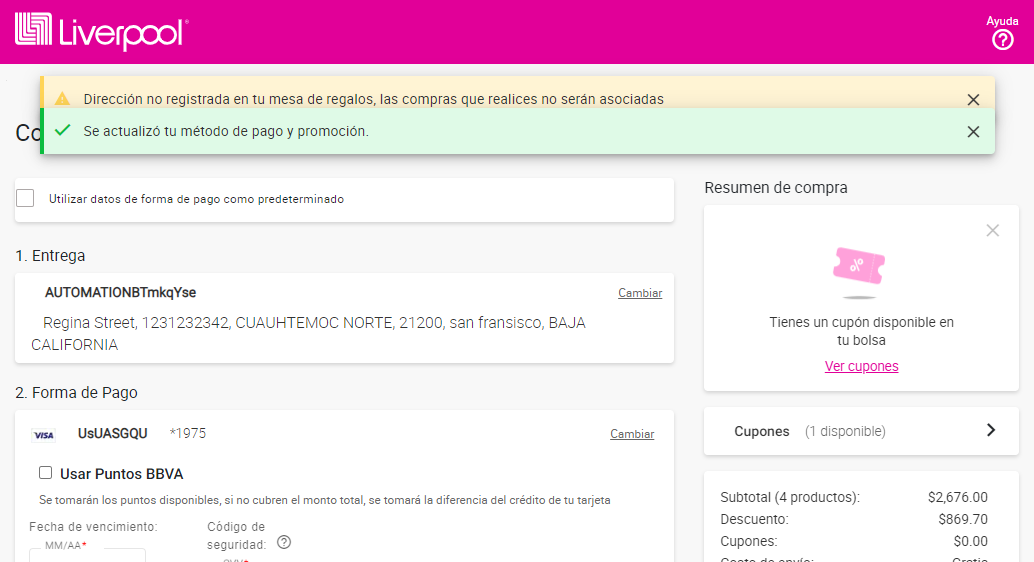 Liverpool
Ayuda
Dirección no registrada en tu mesa de regalos, las compras que realices no serán asociadas
Se actualizó tu método de pago y promoción.
Co
Utilizar datos de forma de pago como predeterminado
Resumen de compra
1. Entrega
AUTOMATIONBTmkqYse
Cambiar
Regina Street, 1231232342, CUAUHTEMOC NORTE, 21200, san fransisco, BAJA
CALIFORNIA
Tienes un cupón disponible en
tu bolsa
Ver cupones
2. Forma de Pago
VISA
UsUASGQU
*1975
Cambiar
Cupones (1 disponible)
Usar Puntos BBVA
Se tomarán los puntos disponibles, si no cubren el monto total, se tomará la diferencia del crédito de tu tarjeta
Fecha de vencimiento:
Código de
seguridad:
MM/AA*
Subtotal (4 productos): $2,676.00
Descuento: $869.70
Cupones: $0.00
Costo de envío: Gratis